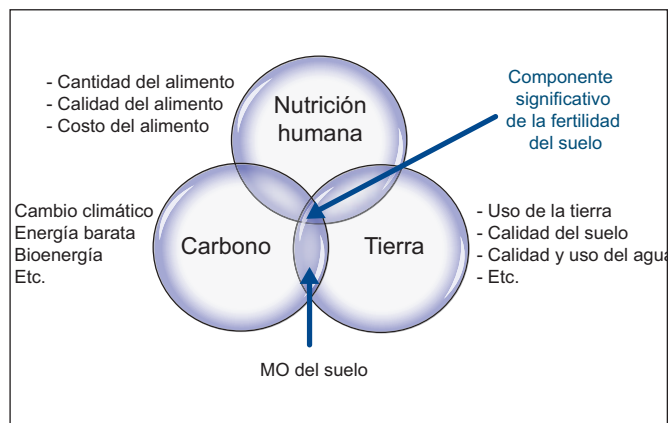 - Cantidad del alimento
- Calidad del alimento
- Costo del alimento
Nutrición
humana
Componente
significativo
de la fertilidad
del suelo
Cambio climático
Energía barata
Bioenergía
Etc.
Carbono
Tierra
- Uso de la tierra
- Calidad del suelo
- Calidad y uso del agua
- Etc.
MO del suelo